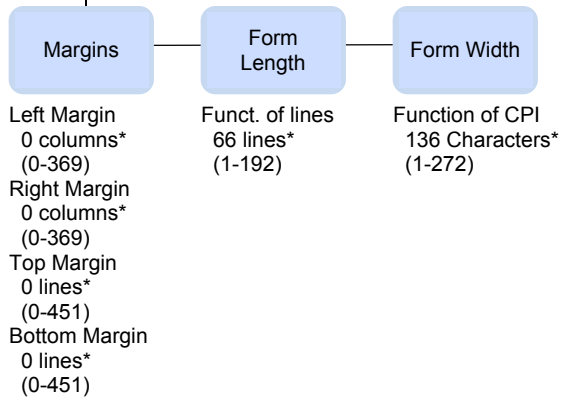 Margins
Form
Length
Form Width
Left Margin
0 columns*
(0-369)
Right Margin
0 columns*
(0-369)
Top Margin
0 lines*
(0-451)
Bottom Margin
0 lines*
(0-451)
Funct. of lines
66 lines*
(1-192)
Function of CPI
136 Characters*
(1-272)